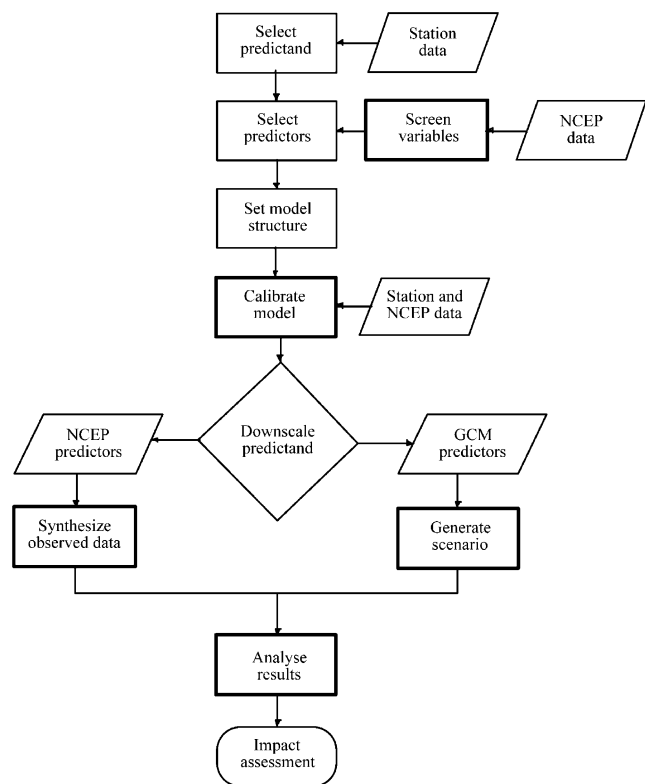 Select
predictand
Station
data
Select
predictors
Screen
variables
NCEP
data
Set model
structure
Calibrate
model
Station and
NCEP data
NCEP
predictors
Downscale
predictand
GCM
predictors
Synthesize
observed data
Generate
scenario
Analyse
results
Impact
assessment